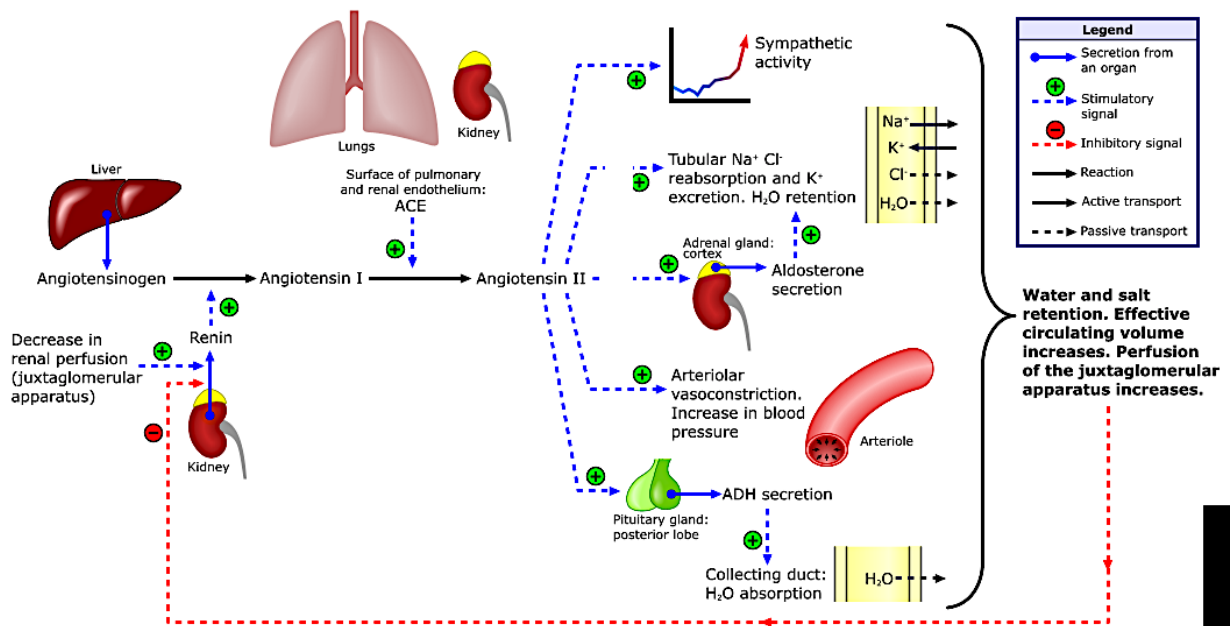 Liver
Lungs
Kidney
Surface of pulmonary
and renal endothelium:
ACE
Angiotensinogen
Angiotensin I
Angiotensin II
Decrease in
renal perfusion
(juxtaglomerular
apparatus)
Renin
Kidney
Sympathetic
activity
Tubular Na⁺ Cl⁻
reabsorption and K⁺
excretion. H₂O retention
Adrenal gland:
cortex
Aldosterone
secretion
Arteriolar
vasoconstriction.
Increase in blood
pressure
Arteriole
Pituitary gland:
posterior lobe
ADH secretion
Collecting duct:
H₂O absorption
H₂O
Na⁺
K⁺
Cl⁻
H₂O
Water and salt
retention. Effective
circulating volume
increases. Perfusion
of the juxtaglomerular
apparatus increases.
Legend
Secretion from
an organ
Stimulatory
signal
Inhibitory signal
Reaction
Active transport
Passive transport